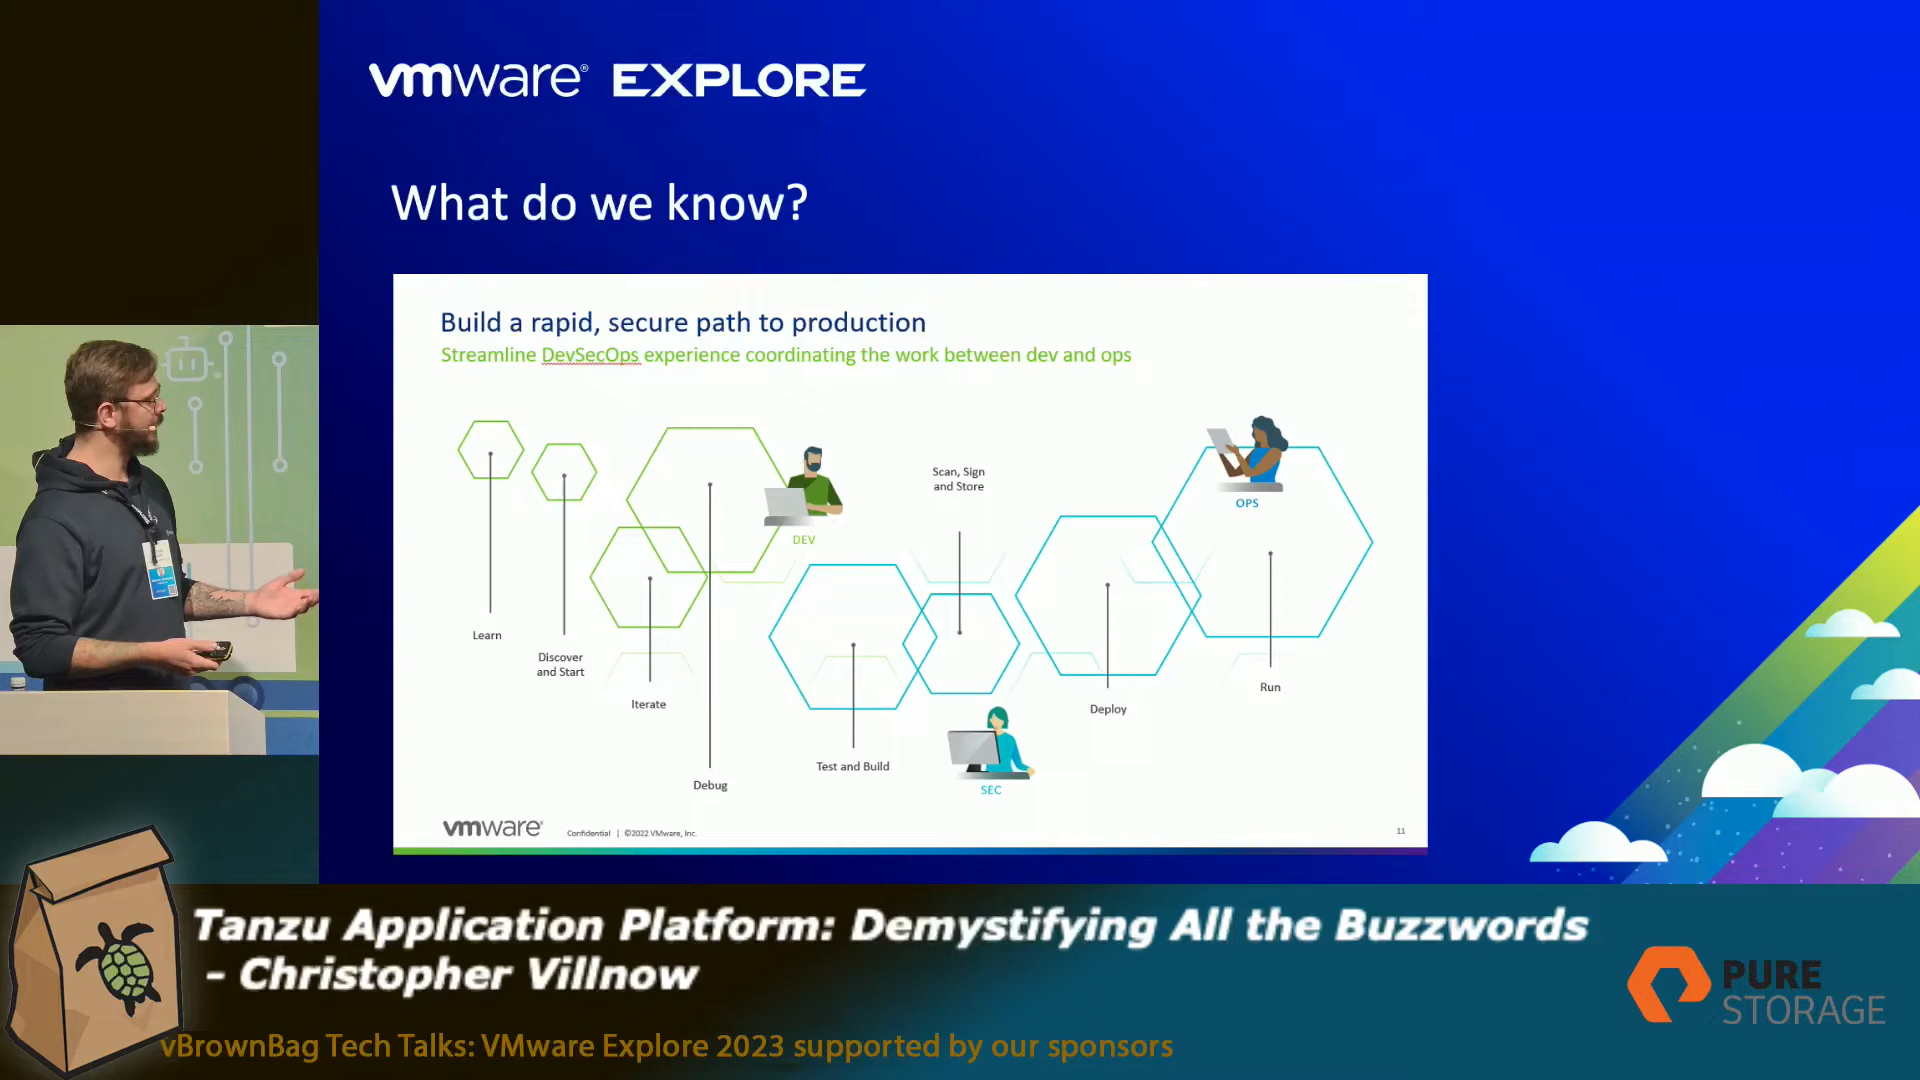 vmware® EXPLORE
What do we know?
Build a rapid, secure path to production
Streamline DevSecOps experience coordinating the work between dev and ops
Scan, Sign
and Store
OPS
DEV
Learn
Discover
and Start
Iterate
Run
Deploy
Test and Build
Debug
SEC
vmware® Confidential | ©2022 VMware, Inc. 11
Tanzu Application Platform: Demystifying All the Buzzwords
- Christopher Villnow
PURE
STORAGE
vBrownBag Tech Talks: VMware Explore 2023 supported by our sponsors